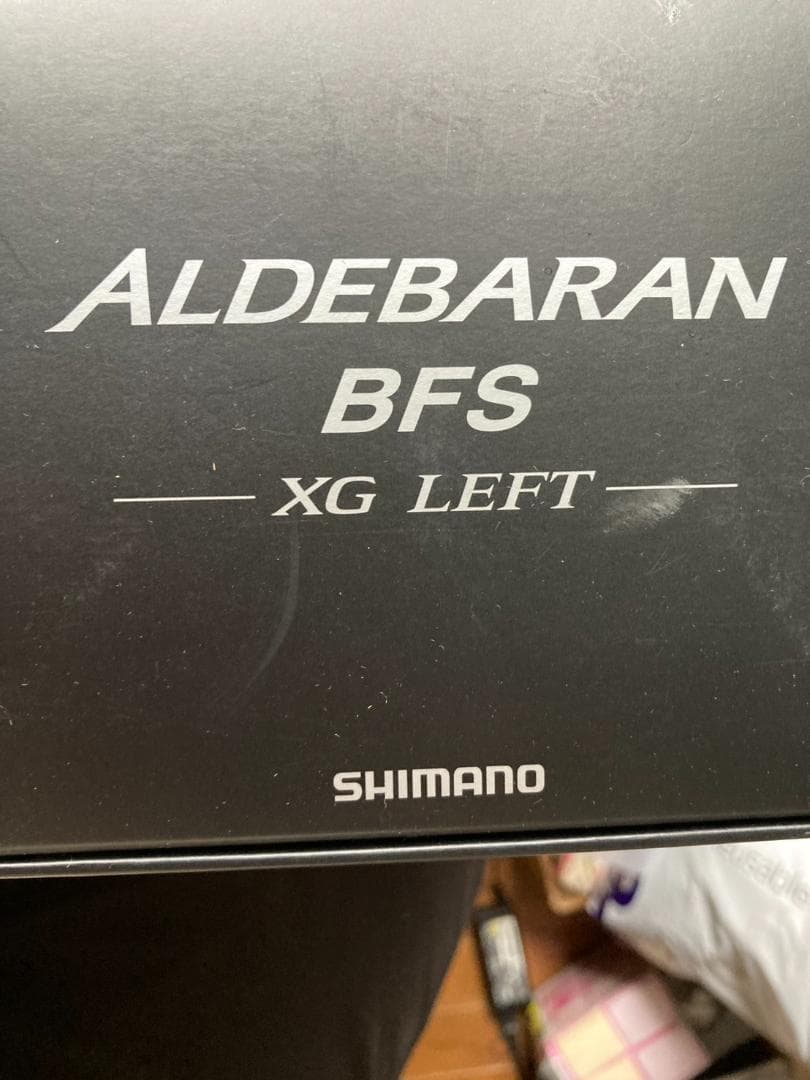 ALDEBARAN
BFS
XG LEFT
SHIMANO